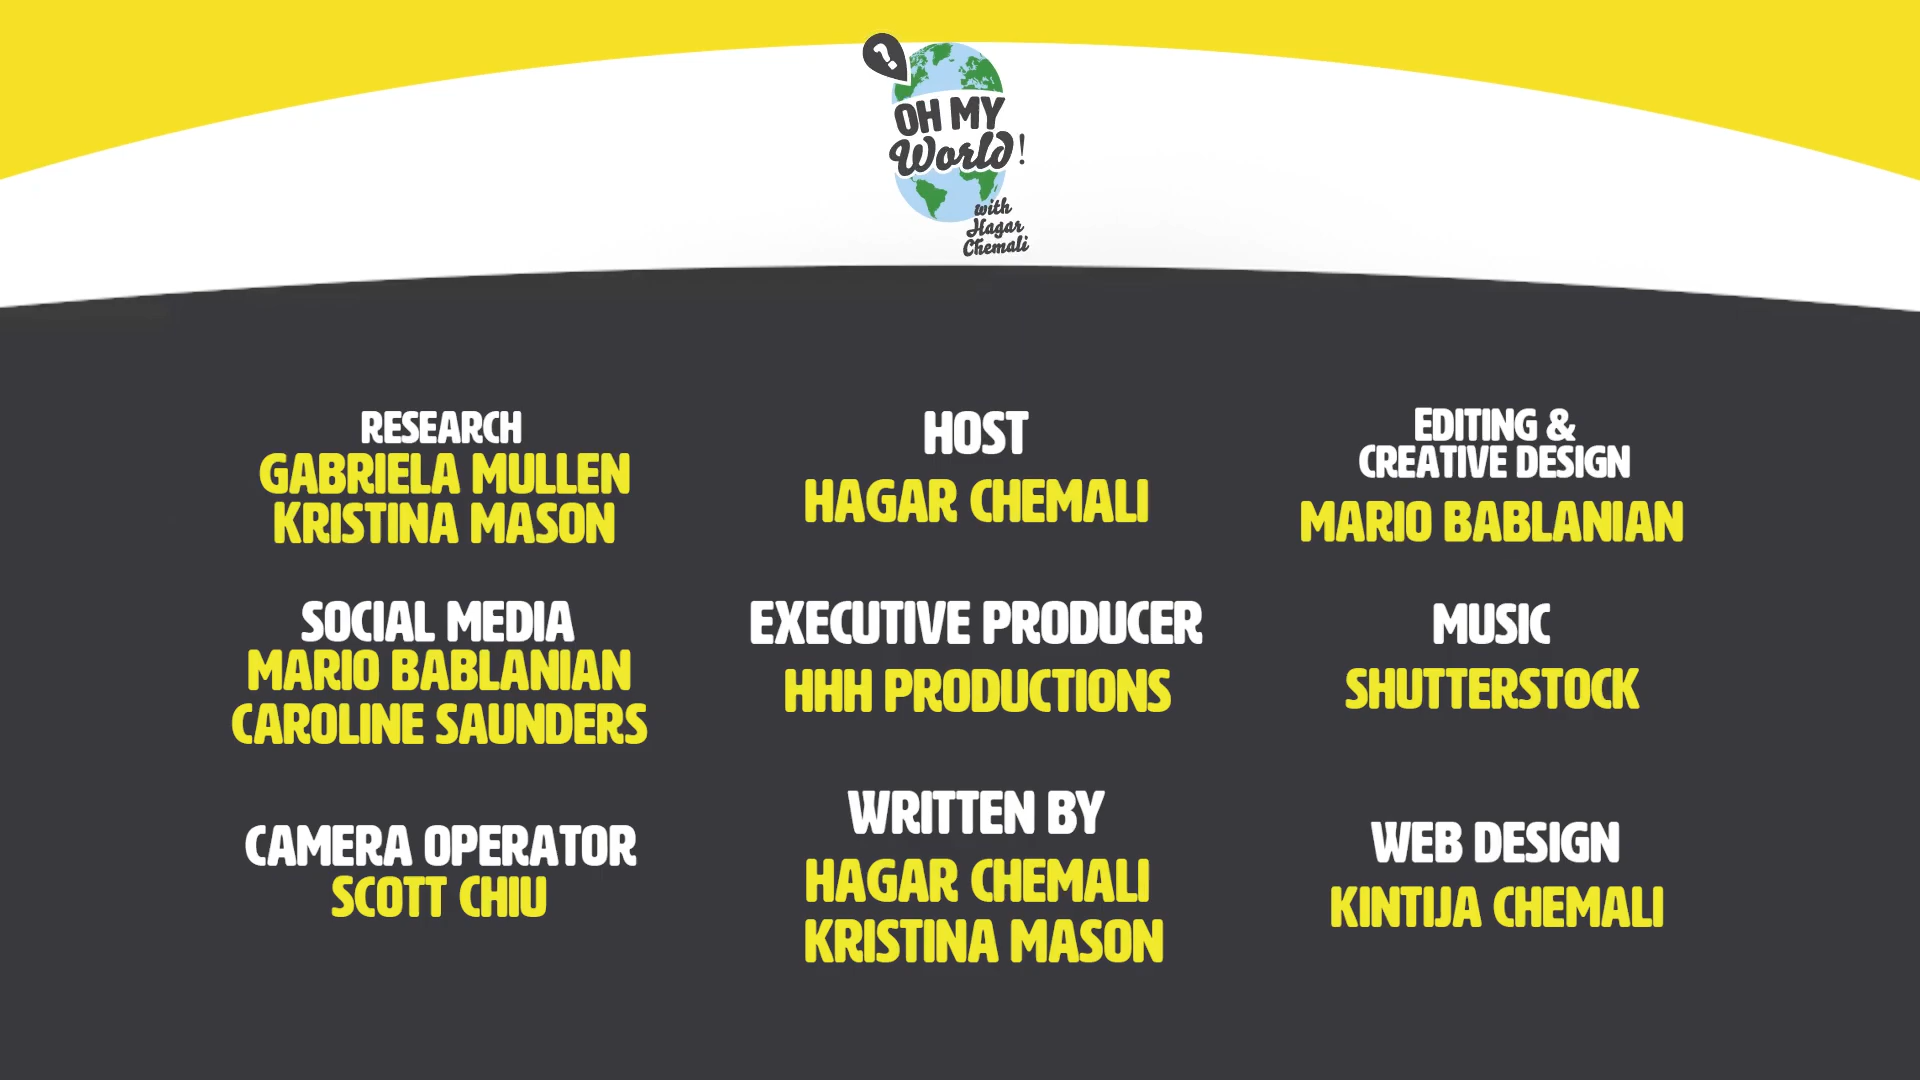 OH MY
World!
with
Hagar
Chemali
RESEARCH
GABRIELA MULLEN
KRISTINA MASON
SOCIAL MEDIA
MARIO BABLANIAN
CAROLINE SAUNDERS
CAMERA OPERATOR
SCOTT CHIU
HOST
HAGAR CHEMALI
EXECUTIVE PRODUCER
HHH PRODUCTIONS
WRITTEN BY
HAGAR CHEMALI
KRISTINA MASON
EDITING &
CREATIVE DESIGN
MARIO BABLANIAN
MUSIC
SHUTTERSTOCK
WEB DESIGN
KINTIJA CHEMALI